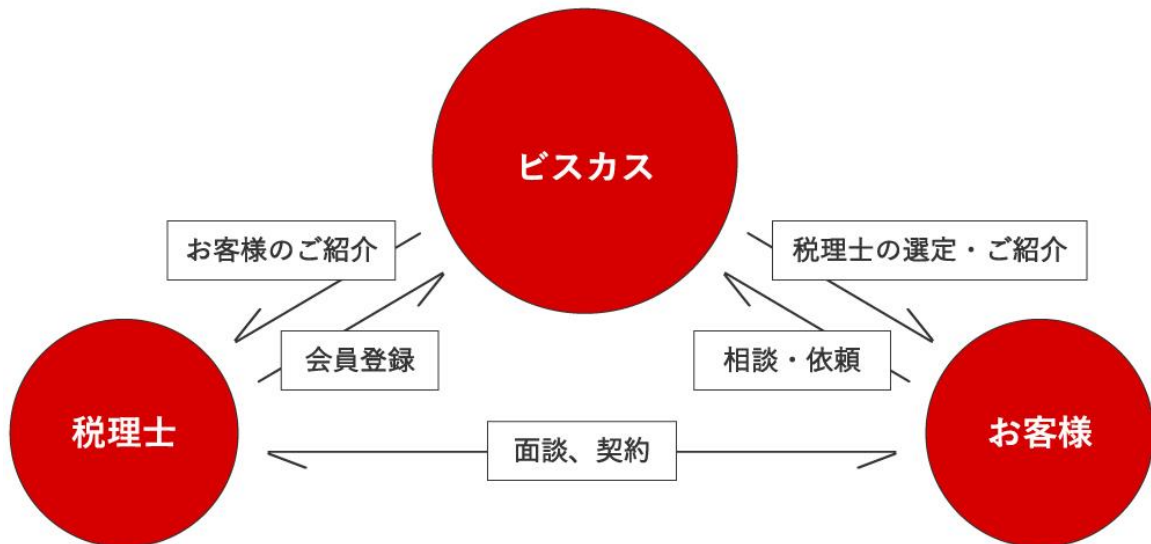 ビスカス
お客様のご紹介
税理士の選定・ご紹介
会員登録
相談・依頼
税理士
面談、契約
お客様